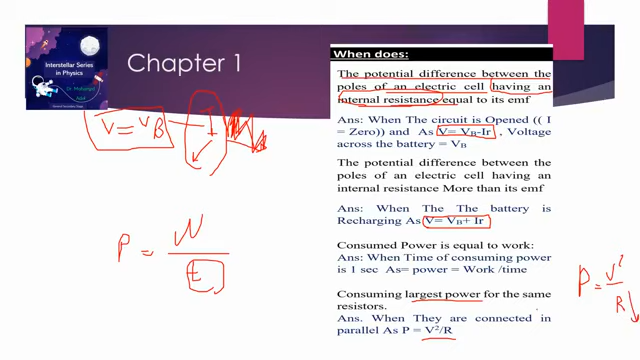 Interstellar Series
in Physics
Chapter 1
V = VB - I
P = W
t
When does:
The potential difference between the
poles of an electric cell having an
internal resistance equal to its emf
Ans: When The circuit is Opened (( I
= Zero)) and As V= VB-Ir , Voltage
across the battery = VB
The potential difference between the
poles of an electric cell having an
internal resistance More than its emf
Ans: When The The battery is
Recharging As V= VB+ Ir
Consumed Power is equal to work:
Ans: When Time of consuming power
is 1 sec As= power = Work /time
Consuming largest power for the same
resistors.
Ans. When They are connected in
parallel As P = V²/R
P = V²
R